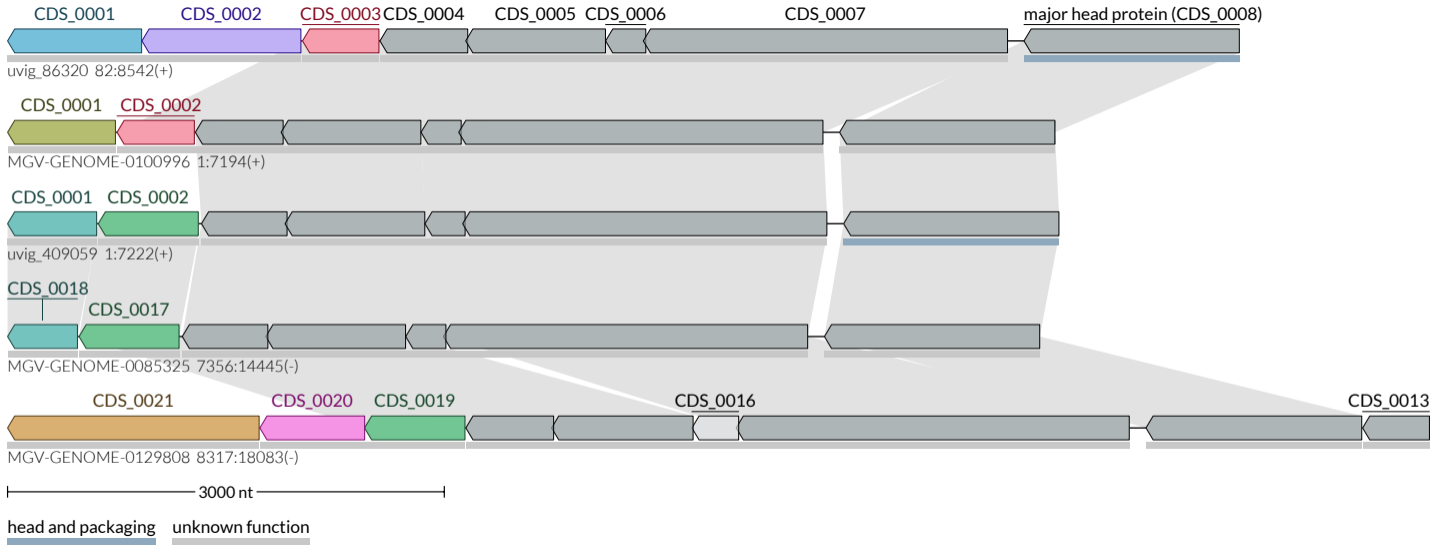 CDS_0001 CDS_0002 CDS_0003 CDS_0004 CDS_0005 CDS_0006 CDS_0007 major head protein (CDS_0008)
uvig_86320 82:8542(+)
CDS_0001 CDS_0002
MGV-GENOME-0100996 1:7194(+)
CDS_0001 CDS_0002
uvig_409059 1:7222(+)
CDS_0018
CDS_0017
MGV-GENOME-0085325 7356:14445(-)
CDS_0021 CDS_0020 CDS_0019 CDS_0016 CDS_0013
MGV-GENOME-0129808 8317:18083(-)
3000 nt
head and packaging unknown function